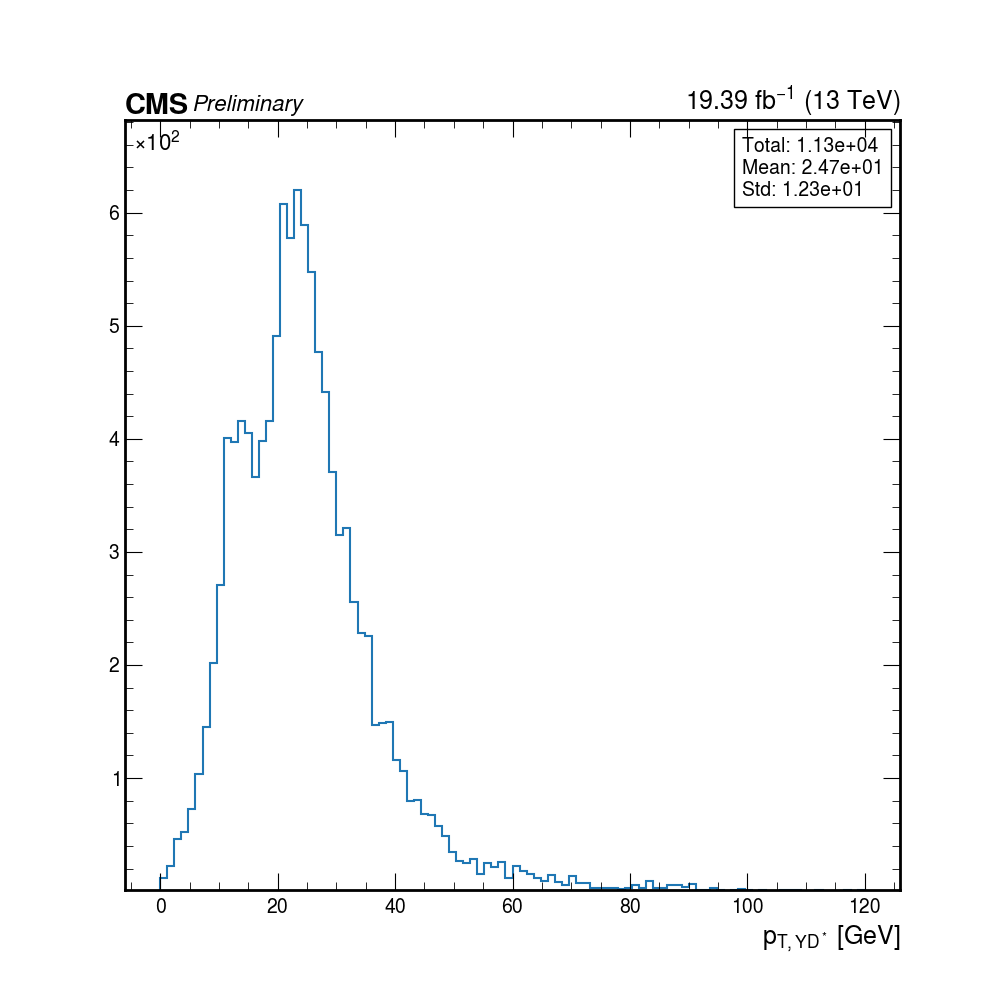 CMS Preliminary 19.39 fb⁻¹ (13 TeV)
×10²
Total: 1.13e+04
Mean: 2.47e+01
Std: 1.23e+01
6
5
4
3
2
1
0 20 40 60 80 100 120
p_{T, YD*} [GeV]